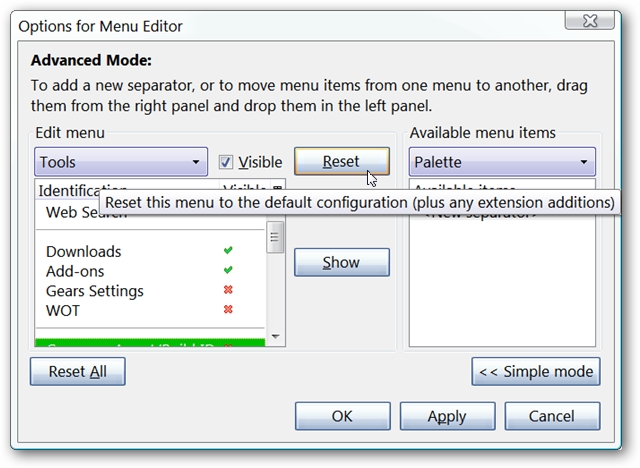 Options for Menu Editor
Advanced Mode:
To add a new separator, or to move menu items from one menu to another, drag
them from the right panel and drop them in the left panel.
Edit menu
Available menu items
Tools
Visible
Reset
Palette
Identification
Visible
Available items
Reset this menu to the default configuration (plus any extension additions)
Web Search
<New separator>
Downloads
Add-ons
Show
Gears Settings
WOT
Reset All
<< Simple mode
OK
Apply
Cancel